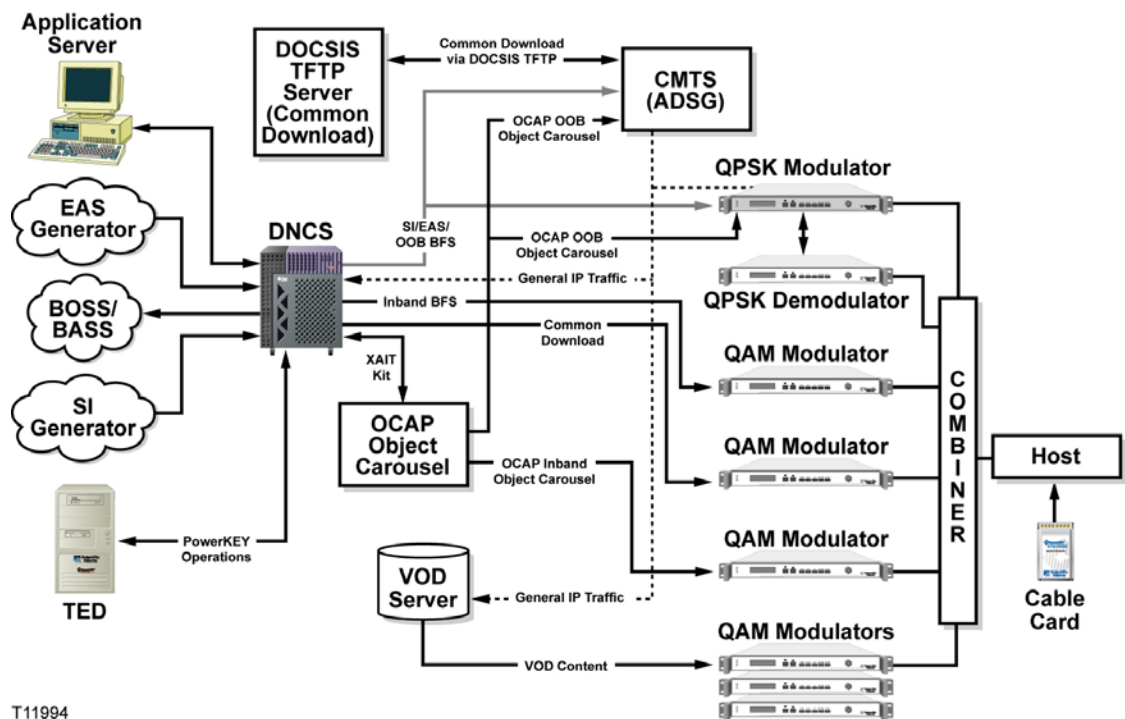 Application
Server
DOCSIS
TFTP
Server
(Common
Download)
Common Download
via DOCSIS TFTP
CMTS
(ADSG)
OCAP OOB
Object Carousel
QPSK Modulator
EAS
Generator
DNCS
SI/EAS/
OOB BFS
OCAP OOB
Object Carousel
General IP Traffic
QPSK Demodulator
BOSS/
BASS
Inband BFS
Common
Download
QAM Modulator
XAIT
Kit
SI
Generator
OCAP
Object
Carousel
QAM Modulator
COMBINER
Host
OCAP Inband
Object Carousel
PowerKEY
Operations
QAM Modulator
TED
VOD
Server
General IP Traffic
Cable
Card
QAM Modulators
VOD Content
T11994